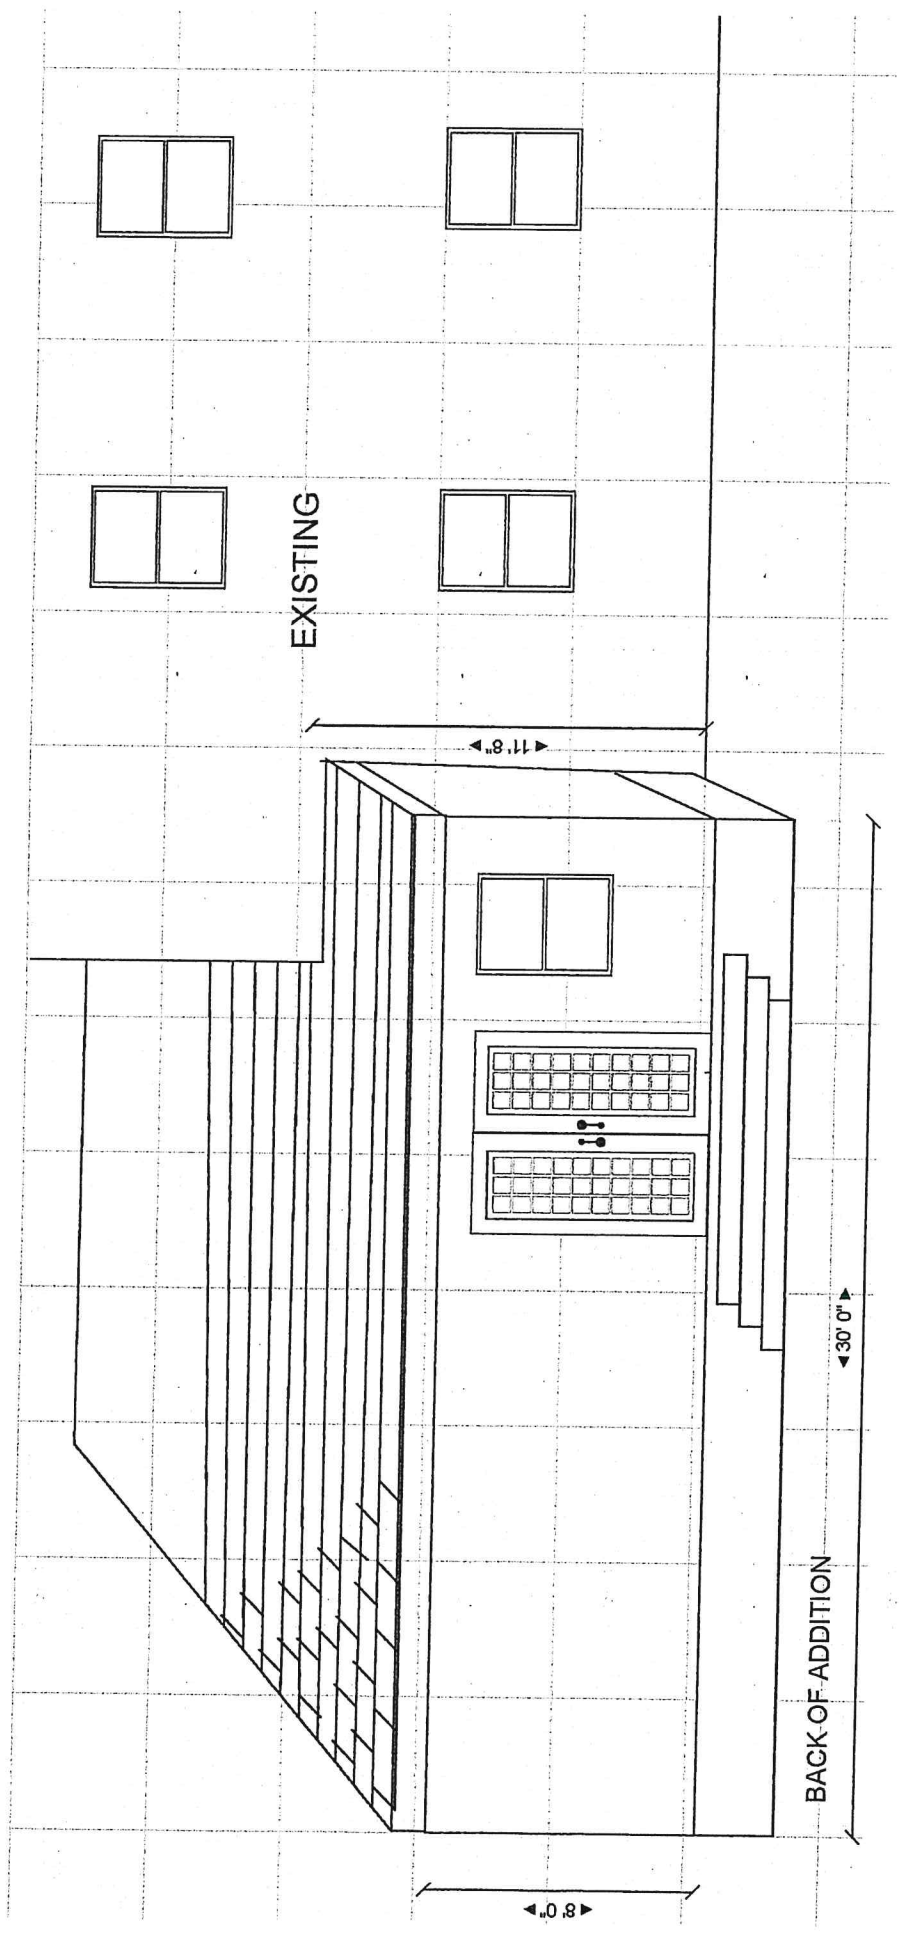 EXISTING
11' 8"
8' 0"
30' 0"
BACK OF ADDITION